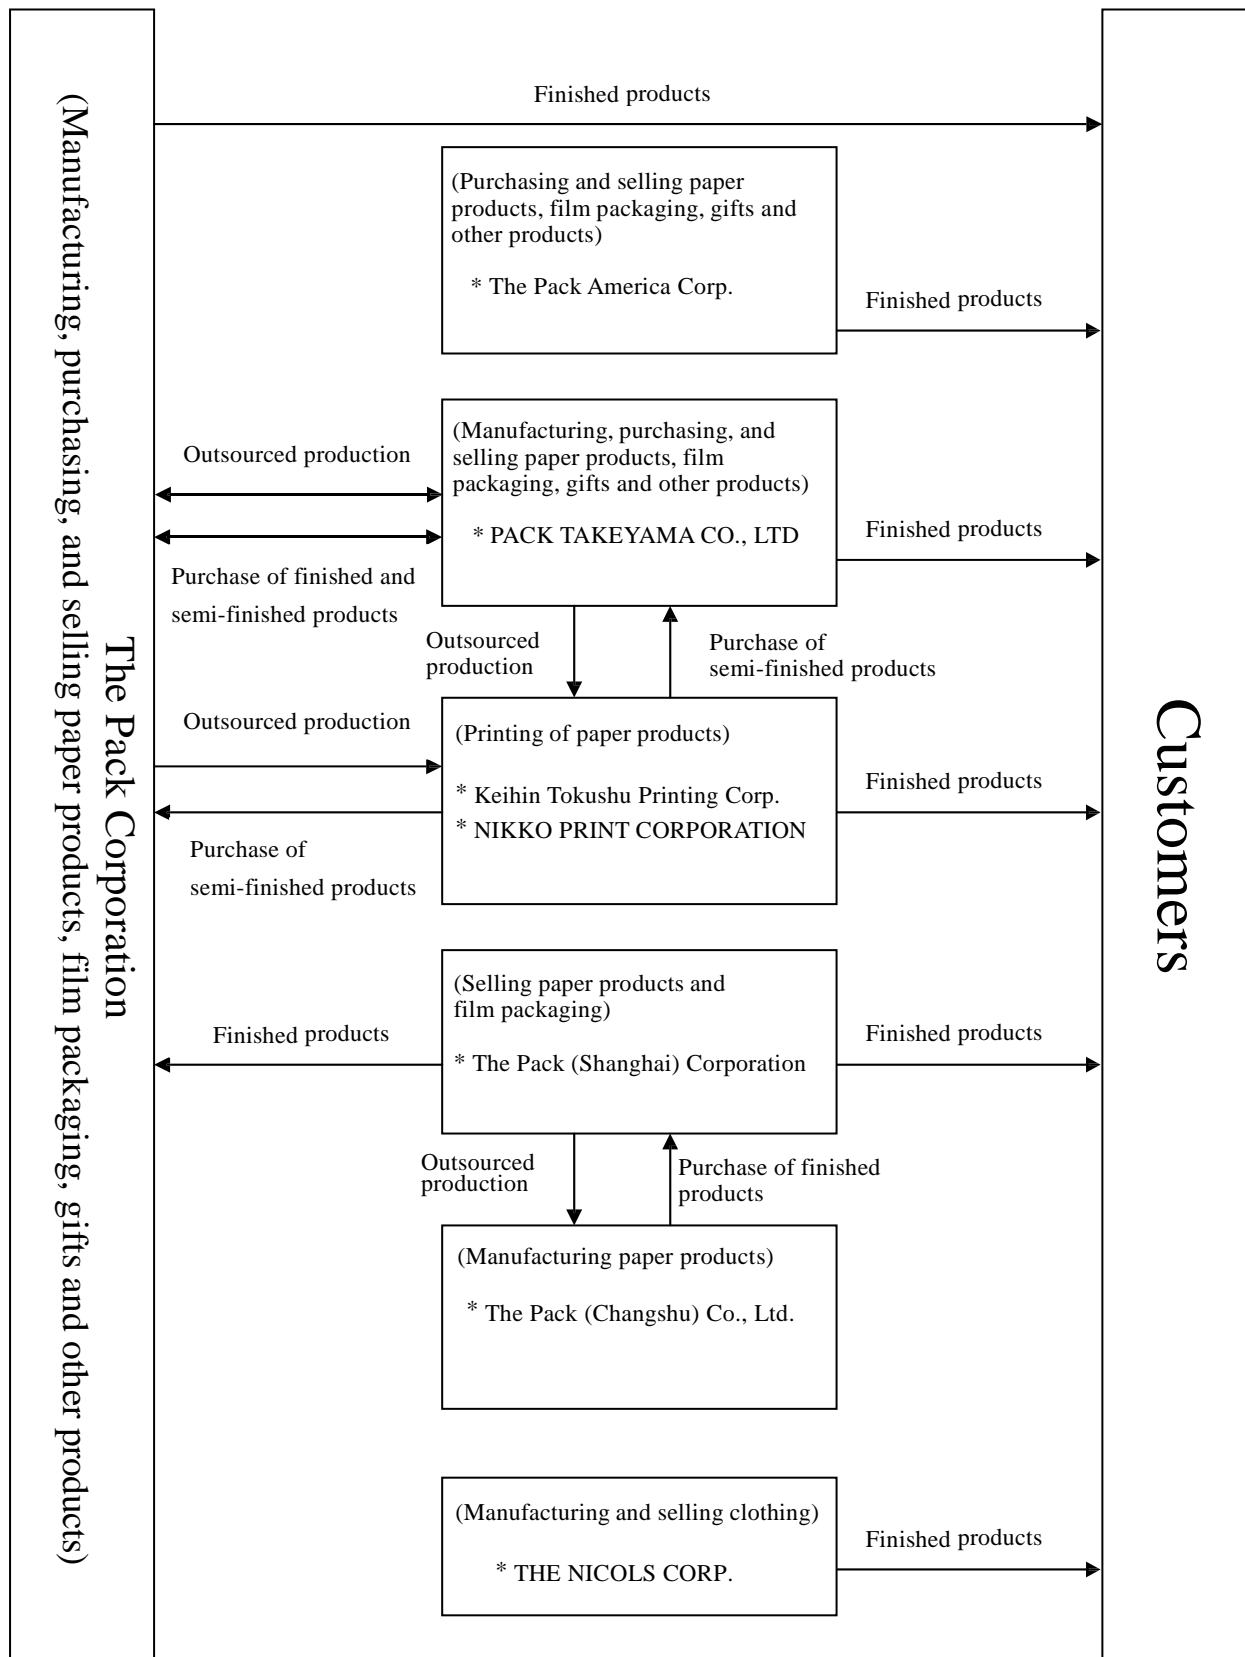 The Pack Corporation
(Manufacturing, purchasing, and selling paper products, film packaging, gifts and other products)
Finished products
(Purchasing and selling paper
products, film packaging, gifts and
other products)
* The Pack America Corp.
Finished products
Outsourced production
Purchase of finished and
semi-finished products
(Manufacturing, purchasing, and
selling paper products, film
packaging, gifts and other products)
* PACK TAKEYAMA CO., LTD
Finished products
Outsourced
production
Purchase of
semi-finished products
Outsourced production
Purchase of
semi-finished products
(Printing of paper products)
* Keihin Tokushu Printing Corp.
* NIKKO PRINT CORPORATION
Finished products
Finished products
(Selling paper products and
film packaging)
* The Pack (Shanghai) Corporation
Finished products
Outsourced
production
Purchase of finished
products
(Manufacturing paper products)
* The Pack (Changshu) Co., Ltd.
(Manufacturing and selling clothing)
* THE NICOLS CORP.
Finished products
Customers